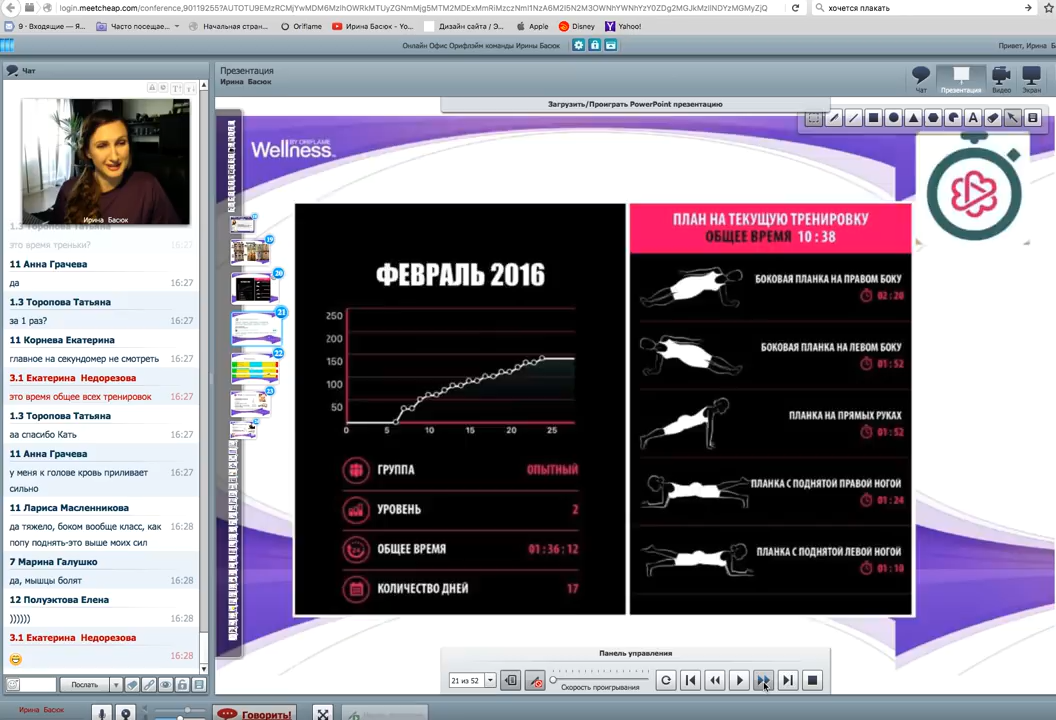 хочется плакать
9 · Входящие — Я...
Часто посещае...
Начальная стран...
Oriflame
Ирина Басюк - Yo...
Дизайн сайта / Э...
Apple
Disney
Yahoo!
Онлайн Офис Орифлэйм команды Ирины Басюк
Привет, Ирина Б
Чат
Презентация
Ирина Басюк
Чат
Презентация
Видео
Экран
Загрузить/Проиграть PowerPoint презентацию
Ирина Басюк
1.3 Торопова Татьяна
это время треньки?
16:27
11 Анна Грачева
да
16:27
1.3 Торопова Татьяна
за 1 раз?
16:27
11 Корнева Екатерина
главное на секундомер не смотреть
16:27
3.1 Екатерина Недорезова
это время общее всех тренировок
16:27
1.3 Торопова Татьяна
аа спасибо Кать
16:27
11 Анна Грачева
у меня к голове кровь приливает
16:27
сильно
11 Лариса Масленникова
да тяжело, боком вообще класс, как
16:28
попу поднять-это выше моих сил
7 Марина Галушко
да, мышцы болят
16:28
12 Полуэктова Елена
))))))
16:28
3.1 Екатерина Недорезова
16:28
Послать
Ирина Басюк
Говорить!
19
20
21
22
23
Wellness
BY ORIFLAME
ФЕВРАЛЬ 2016
250
200
150
100
50
0 5 10 15 20 25
ГРУППА ОПЫТНЫЙ
УРОВЕНЬ 2
ОБЩЕЕ ВРЕМЯ 01:36:12
КОЛИЧЕСТВО ДНЕЙ 17
ПЛАН НА ТЕКУЩУЮ ТРЕНИРОВКУ
ОБЩЕЕ ВРЕМЯ 10:38
БОКОВАЯ ПЛАНКА НА ПРАВОМ БОКУ
02:20
БОКОВАЯ ПЛАНКА НА ЛЕВОМ БОКУ
01:52
ПЛАНКА НА ПРЯМЫХ РУКАХ
01:52
ПЛАНКА С ПОДНЯТОЙ ПРАВОЙ НОГОЙ
01:24
ПЛАНКА С ПОДНЯТОЙ ЛЕВОЙ НОГОЙ
01:10
Панель управления
21 из 52
Скорость проигрывания